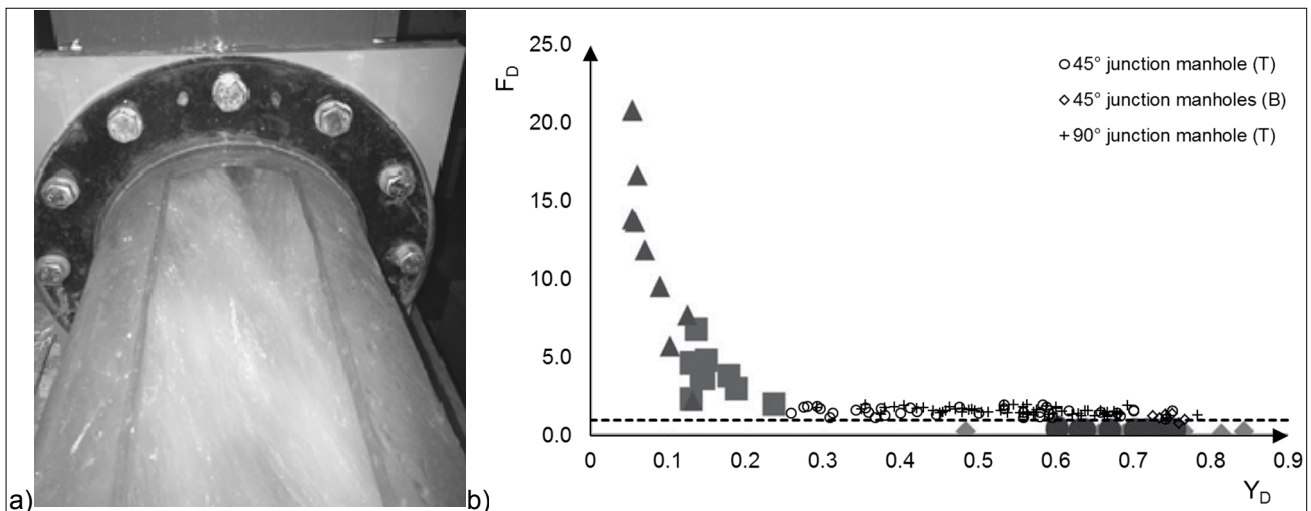 a)
b)
F_D
25.0
20.0
15.0
10.0
5.0
0.0
0 0.1 0.2 0.3 0.4 0.5 0.6 0.7 0.8 0.9
Y_D
45° junction manhole (T)
45° junction manholes (B)
90° junction manhole (T)